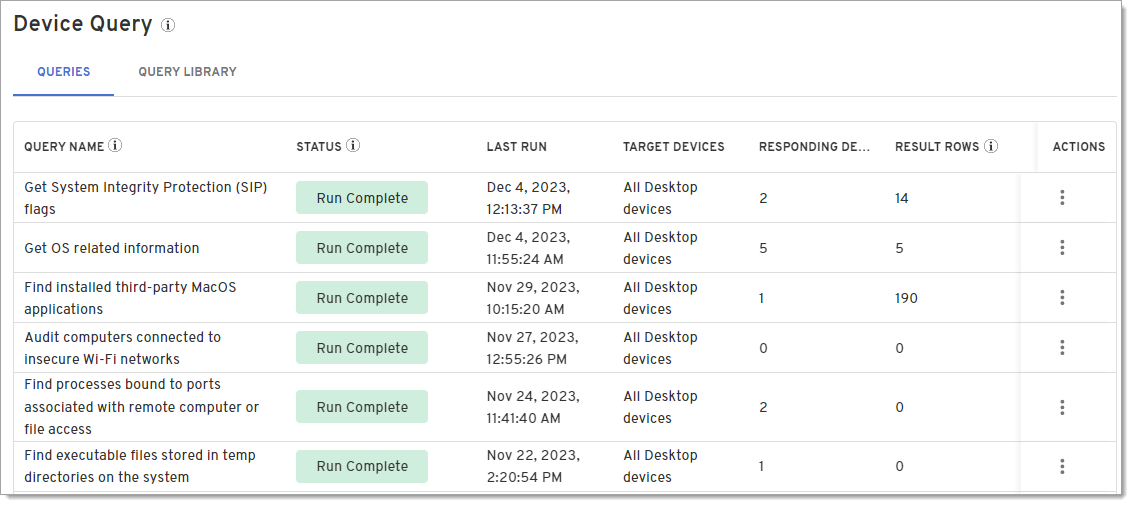 Device Query
QUERIES
QUERY LIBRARY
QUERY NAME STATUS LAST RUN TARGET DEVICES RESPONDING DE... RESULT ROWS ACTIONS
Get System Integrity Protection (SIP)
flags
Run Complete
Dec 4, 2023,
12:13:37 PM
All Desktop
devices
2
14
Get OS related information
Run Complete
Dec 4, 2023,
11:55:24 AM
All Desktop
devices
5
5
Find installed third-party MacOS
applications
Run Complete
Nov 29, 2023,
10:15:20 AM
All Desktop
devices
1
190
Audit computers connected to
insecure Wi-Fi networks
Run Complete
Nov 27, 2023,
12:55:26 PM
All Desktop
devices
0
0
Find processes bound to ports
associated with remote computer or
file access
Run Complete
Nov 24, 2023,
11:41:40 AM
All Desktop
devices
2
0
Find executable files stored in temp
directories on the system
Run Complete
Nov 22, 2023,
2:20:54 PM
All Desktop
devices
1
0